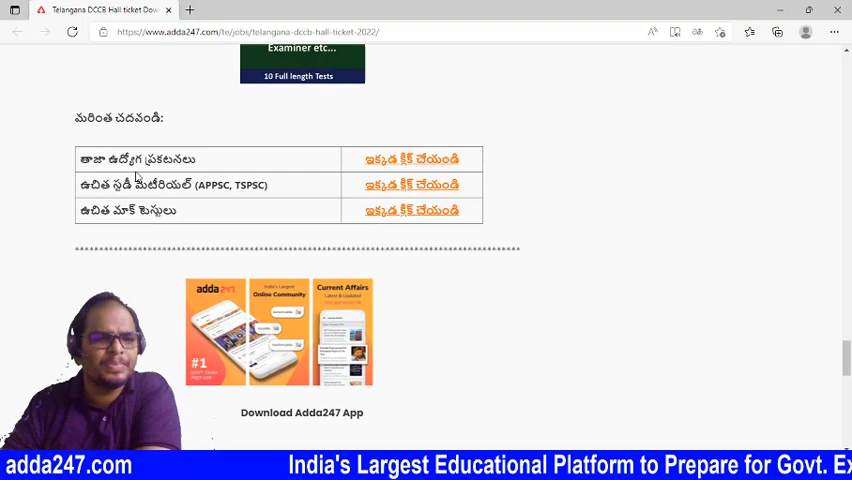 Telangana DCCB Hall ticket Dow
https://www.adda247.com/te/jobs/telangana-dccb-hall-ticket-2022/
Examiner etc...
10 Full length Tests
మరింత చదవండి:
తాజా ఉద్యోగ ప్రకటనలు ఇక్కడ క్లిక్ చేయండి
ఉచిత స్టడీ మెటీరియల్ (APPSC, TSPSC) ఇక్కడ క్లిక్ చేయండి
ఉచిత మాక్ టెస్టులు ఇక్కడ క్లిక్ చేయండి
****************************************************************************************
adda247
#1
India's Largest
Online Community
Current Affairs
Latest & Updated
Download Adda247 App
adda247.com India's Largest Educational Platform to Prepare for Govt. Ex